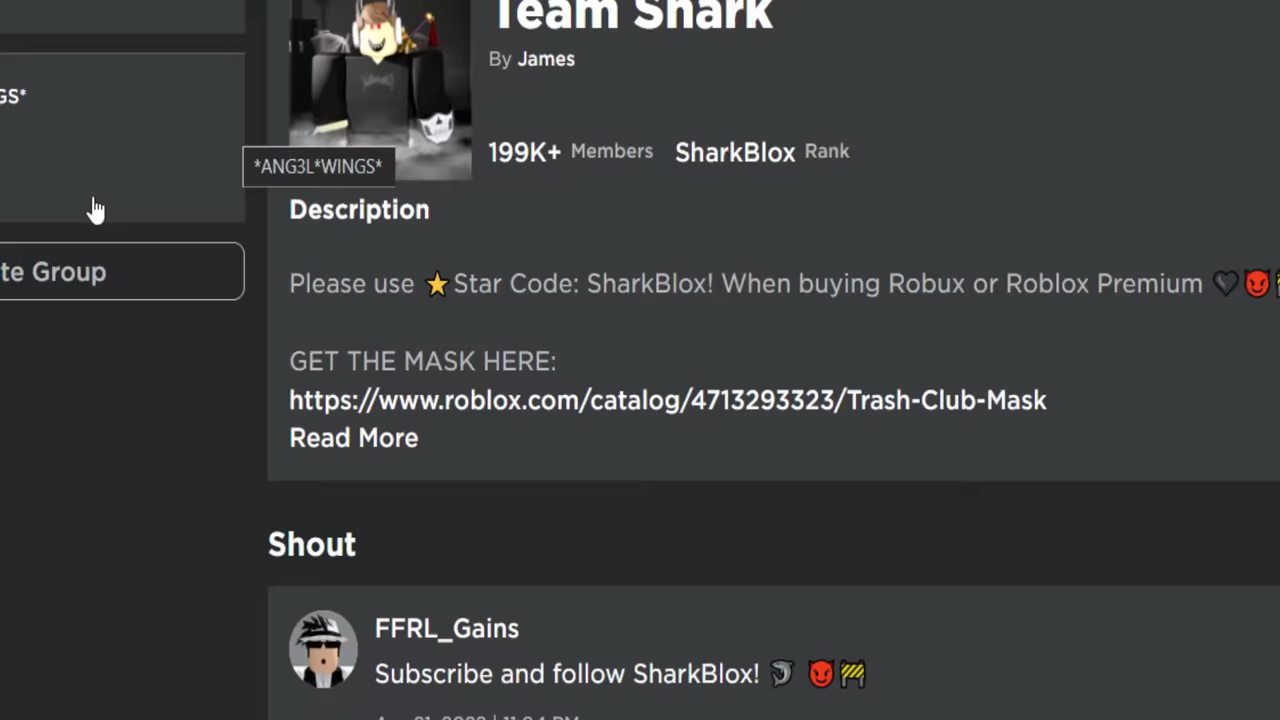 Team Shark
By James
GS*
199K+ Members SharkBlox Rank
*ANG3L*WINGS*
Description
te Group
Please use ⭐Star Code: SharkBlox! When buying Robux or Roblox Premium 🖤😈🚧
GET THE MASK HERE:
https://www.roblox.com/catalog/4713293323/Trash-Club-Mask
Read More
Shout
FFRL_Gains
Subscribe and follow SharkBlox! 🦈 😈🚧